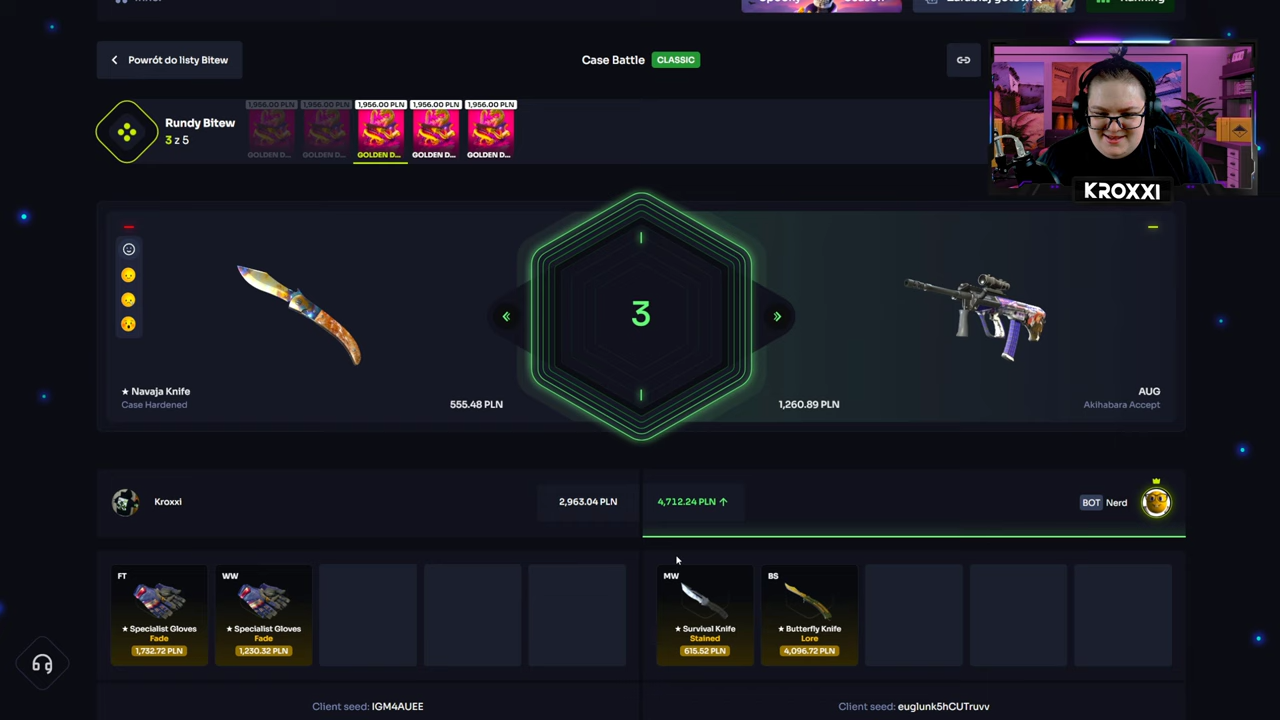 Powrót do listy Bitew
Case Battle CLASSIC
KROXXI
Rundy Bitew
3 z 5
1,956.00 PLN
GOLDEN D...
1,956.00 PLN
GOLDEN D...
1,956.00 PLN
GOLDEN D...
1,956.00 PLN
GOLDEN D...
1,956.00 PLN
GOLDEN D...
3
★ Navaja Knife
Case Hardened
555.48 PLN
1,260.89 PLN
AUG
Akihabara Accept
Kroxxi
2,963.04 PLN
4,712.24 PLN ↑
BOT Nerd
FT
★ Specialist Gloves
Fade
1,732.72 PLN
WW
★ Specialist Gloves
Fade
1,230.32 PLN
MW
★ Survival Knife
Stained
615.52 PLN
BS
★ Butterfly Knife
Lore
4,096.72 PLN
Client seed: IGM4AUEE
Client seed: euglunk5hCUTruvv